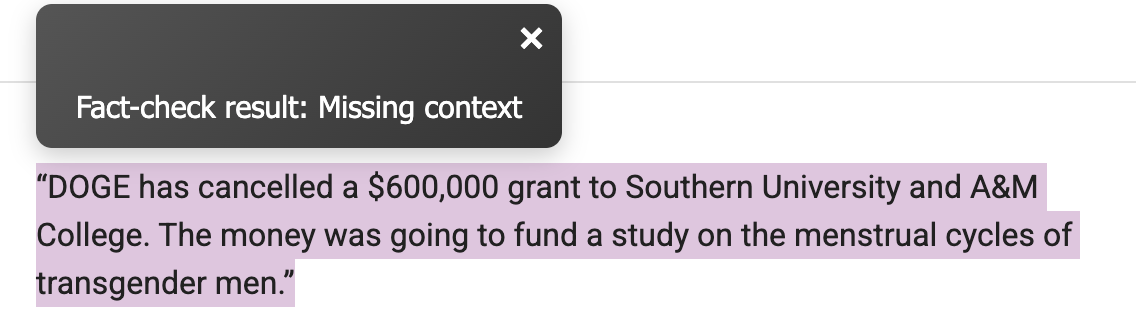 Fact-check result: Missing context
“DOGE has cancelled a $600,000 grant to Southern University and A&M
College. The money was going to fund a study on the menstrual cycles of
transgender men.”